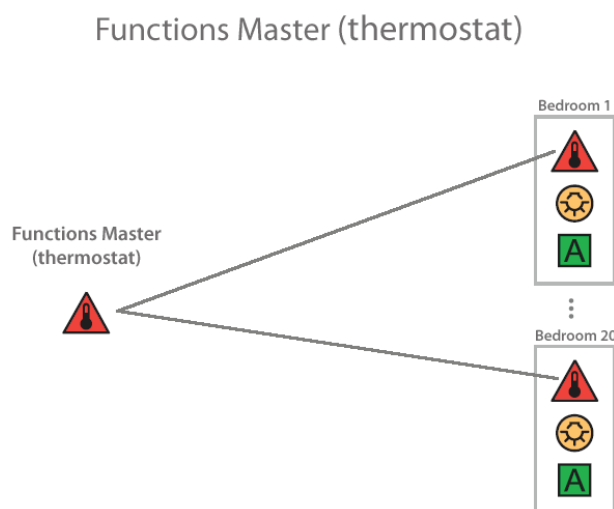 Functions Master (thermostat)
Bedroom 1
A
Functions Master
(thermostat)
Bedroom 20
A